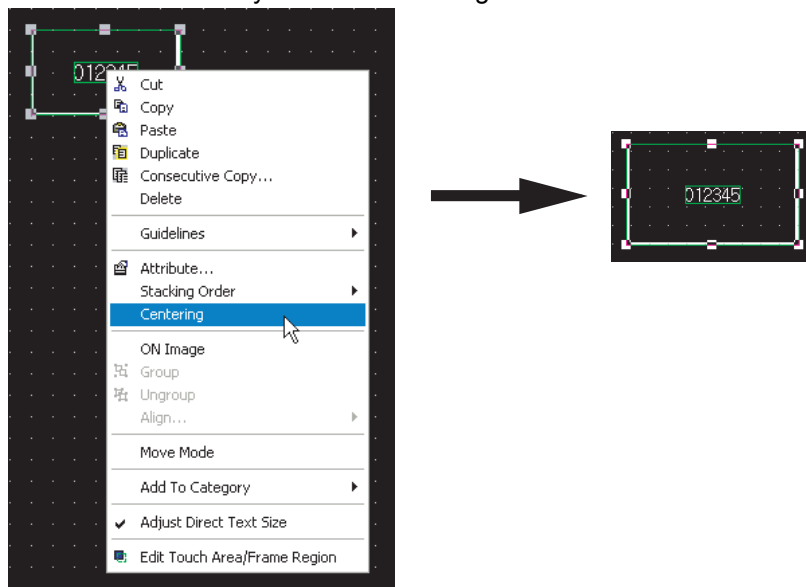 012345
Cut
Copy
Paste
Duplicate
Consecutive Copy...
Delete
Guidelines
Attribute...
Stacking Order
Centering
ON Image
Group
Ungroup
Align...
Move Mode
Add To Category
Adjust Direct Text Size
Edit Touch Area/Frame Region
012345